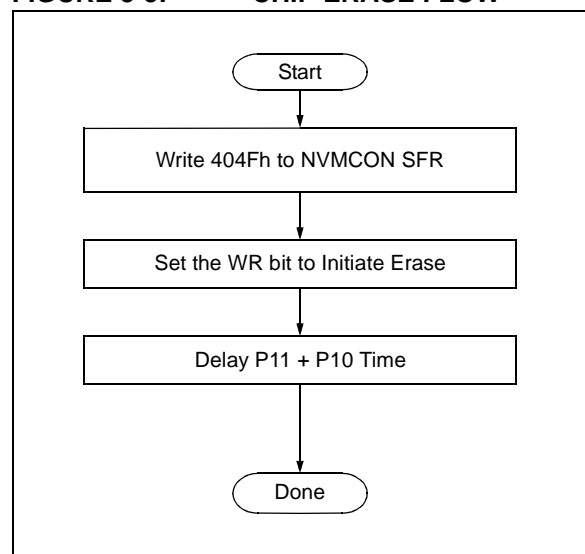 Start
Write 404Fh to NVMCON SFR
Set the WR bit to Initiate Erase
Delay P11 + P10 Time
Done